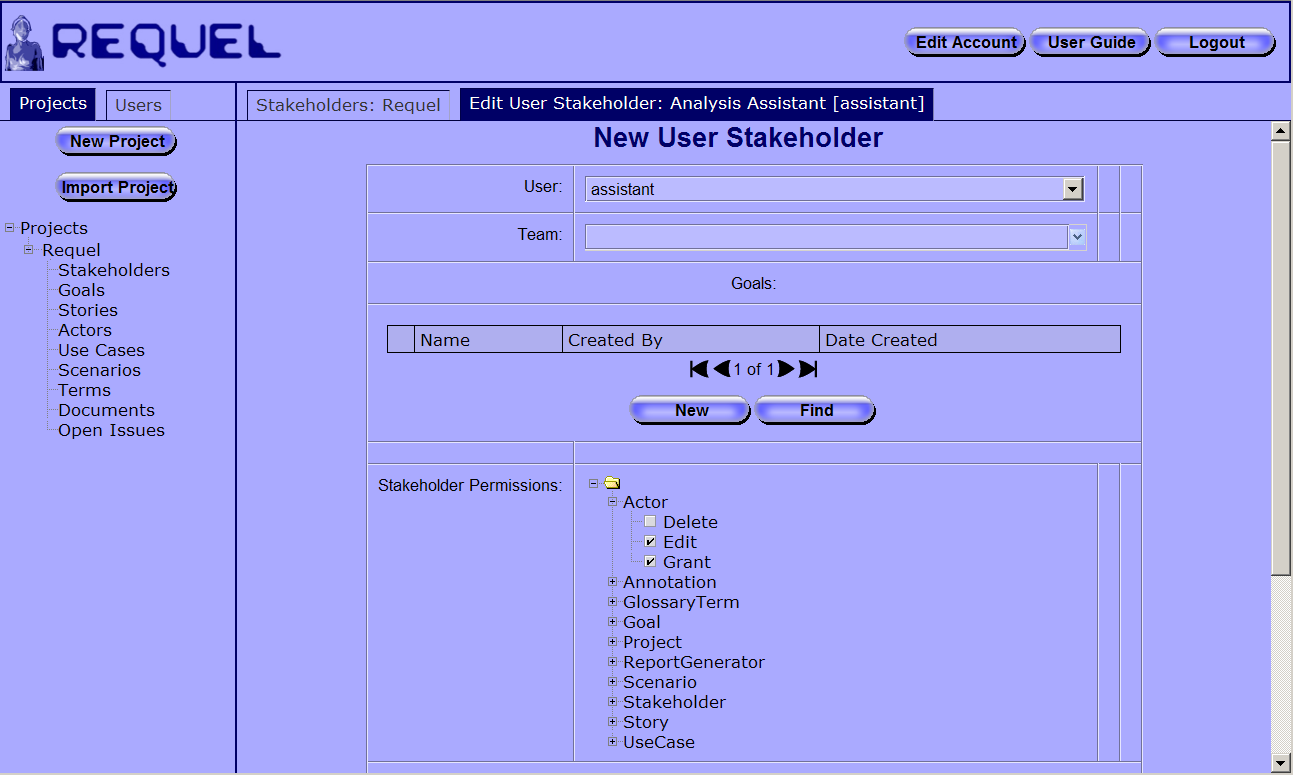 REQUEL
Edit Account User Guide Logout
Projects Users Stakeholders: Requel Edit User Stakeholder: Analysis Assistant [assistant]
New Project
Import Project
Projects
Requel
Stakeholders
Goals
Stories
Actors
Use Cases
Scenarios
Terms
Documents
Open Issues
New User Stakeholder
User: assistant
Team:
Goals:
Name Created By Date Created
1 of 1
New Find
Stakeholder Permissions:
Actor
Delete
Edit
Grant
Annotation
GlossaryTerm
Goal
Project
ReportGenerator
Scenario
Stakeholder
Story
UseCase